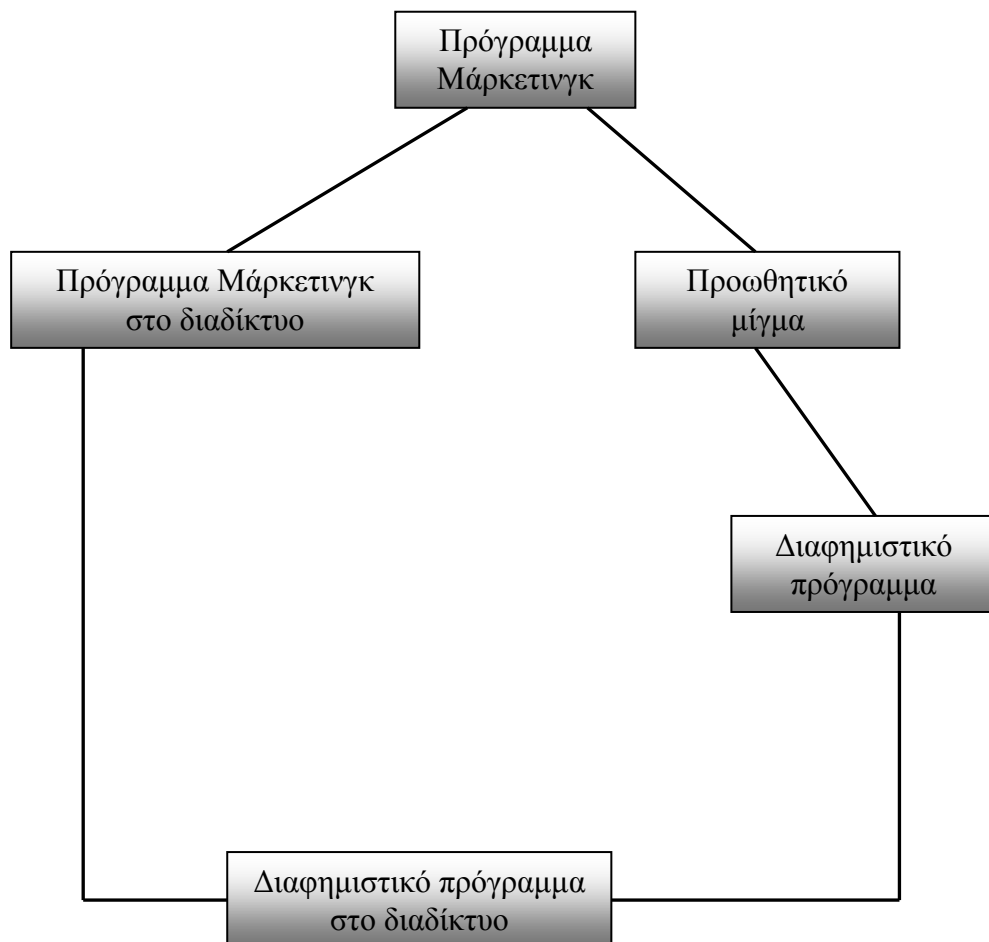 Πρόγραμμα
Μάρκετινγκ
Πρόγραμμα Μάρκετινγκ
στο διαδίκτυο
Προωθητικό
μίγμα
Διαφημιστικό
πρόγραμμα
Διαφημιστικό πρόγραμμα
στο διαδίκτυο